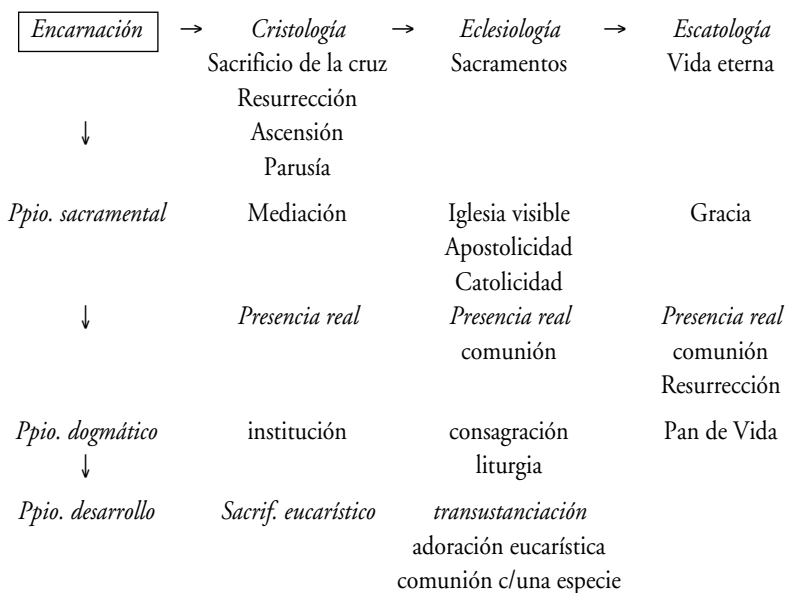 Encarnación → Cristología → Eclesiología → Escatología
Sacrificio de la cruz Sacramentos Vida eterna
Resurrección
↓ Ascensión
Parusía
Ppio. sacramental Mediación Iglesia visible Gracia
Apostolicidad
Catolicidad
↓ Presencia real Presencia real Presencia real
comunión comunión
Resurrección
Ppio. dogmático institución consagración Pan de Vida
↓ liturgia
Ppio. desarrollo Sacrif. eucarístico transustanciación
adoración eucarística
comunión c/una especie